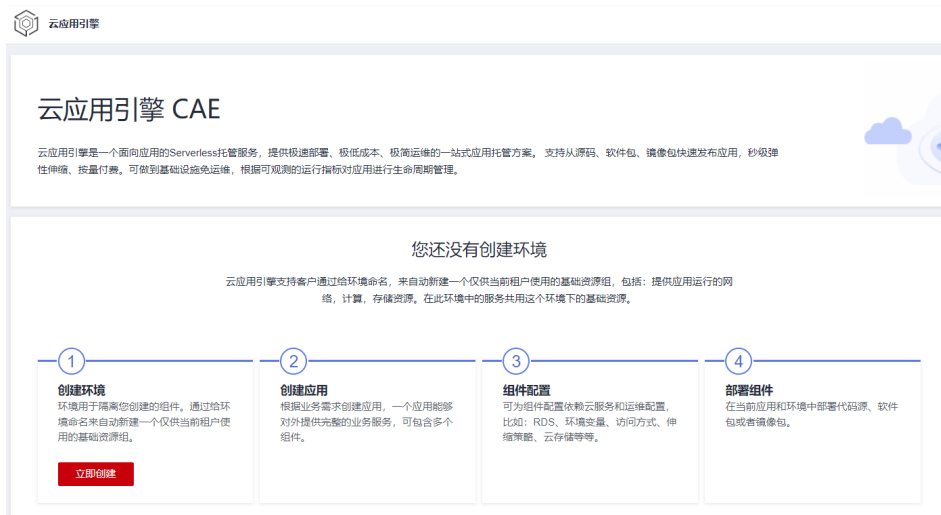 云应用引擎
云应用引擎 CAE
云应用引擎是一个面向应用的Serverless托管服务，提供极速部署、极低成本、极简运维的一站式应用托管方案。 支持从源码、软件包、镜像包快速发布应用，秒级弹
性伸缩、按量付费。可做到基础设施免运维，根据可观测的运行指标对应用进行生命周期管理。
您还没有创建环境
云应用引擎支持客户通过给环境命名，来自动新建一个仅供当前租户使用的基础资源组，包括：提供应用运行的网
络，计算，存储资源。在此环境中的服务共用这个环境下的基础资源。
1
创建环境
环境用于隔离您创建的组件。通过给环
境命名来自动新建一个仅供当前租户使
用的基础资源组。
立即创建
2
创建应用
根据业务需求创建应用，一个应用能够
对外提供完整的业务服务，可包含多个
组件。
3
组件配置
可为组件配置依赖云服务和运维配置，
比如：RDS、环境变量、访问方式、伸
缩策略、云存储等等。
4
部署组件
在当前应用和环境中部署代码源、软件
包或者镜像包。